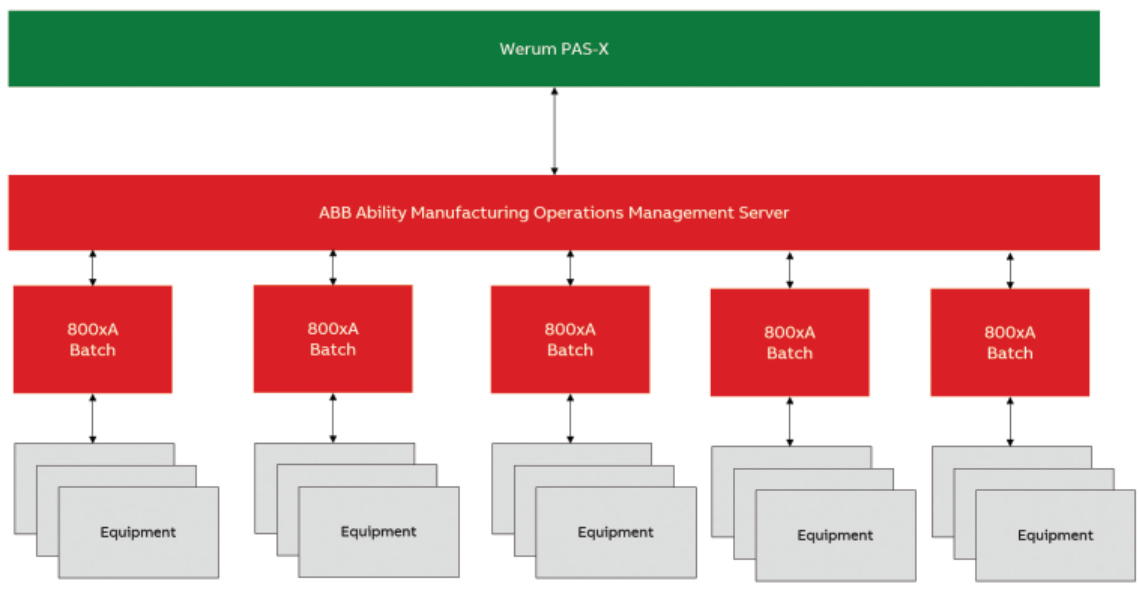 Werum PAS-X
ABB Ability Manufacturing Operations Management Server
800xA
Batch
800xA
Batch
800xA
Batch
800xA
Batch
800xA
Batch
Equipment
Equipment
Equipment
Equipment
Equipment